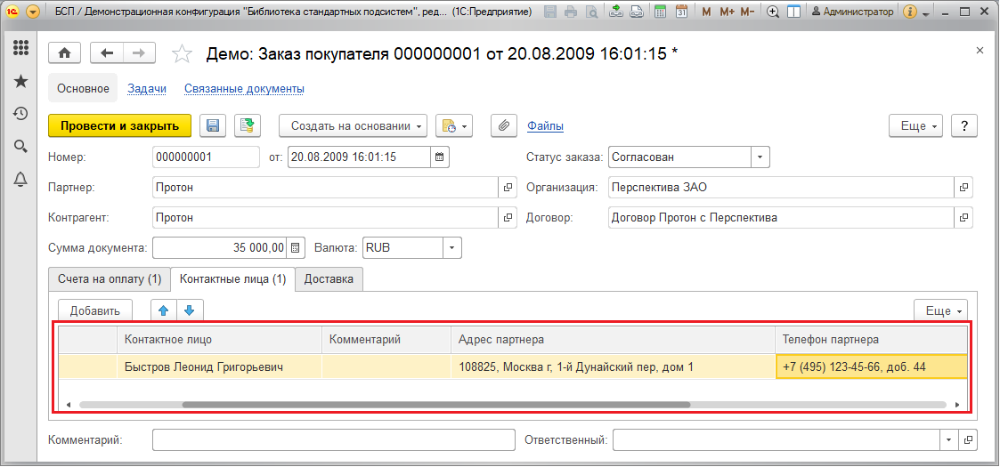 БСП / Демонстрационная конфигурация "Библиотека стандартных подсистем", ред... (1С:Предприятие) 31 M M+ M- Администратор
Демо: Заказ покупателя 000000001 от 20.08.2009 16:01:15 *
Основное Задачи Связанные документы
Провести и закрыть Создать на основании Файлы Еще ?
Номер: 000000001 от: 20.08.2009 16:01:15 Статус заказа: Согласован
Партнер: Протон Организация: Перспектива ЗАО
Контрагент: Протон Договор: Договор Протон с Перспектива
Сумма документа: 35 000,00 Валюта: RUB
Счета на оплату (1) Контактные лица (1) Доставка
Добавить Еще
Контактное лицо Комментарий Адрес партнера Телефон партнера
Быстров Леонид Григорьевич 108825, Москва г, 1-й Дунайский пер, дом 1 +7 (495) 123-45-66, доб. 44
Комментарий: Ответственный: